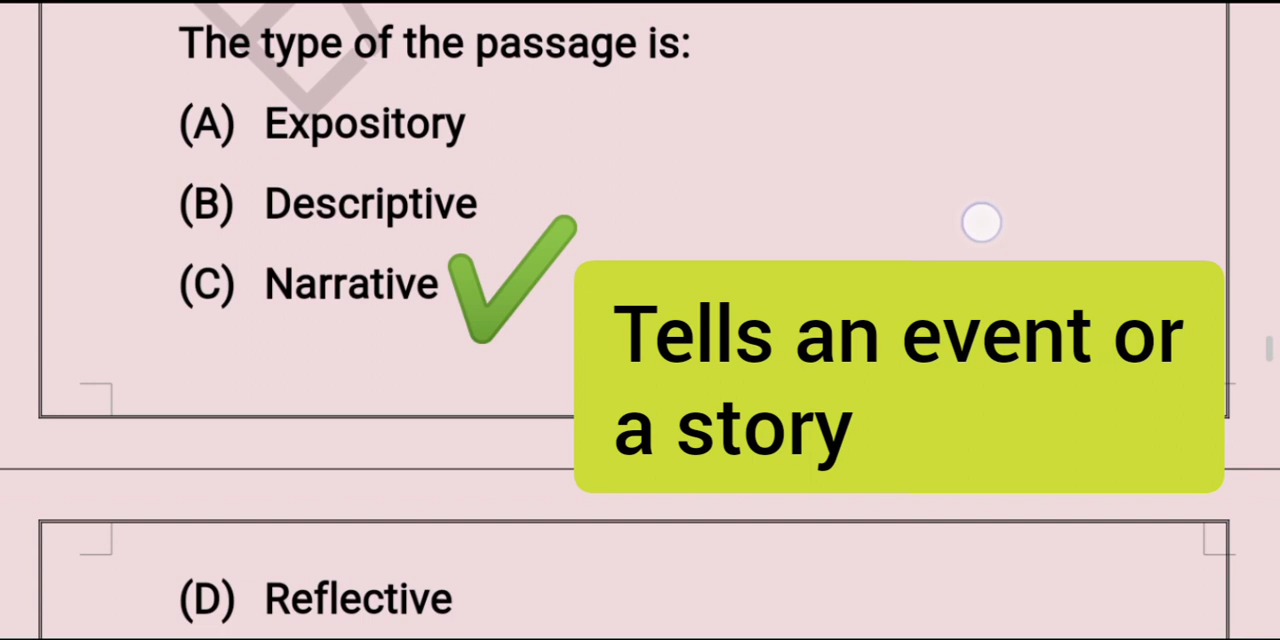 The type of the passage is:
(A) Expository
(B) Descriptive
(C) Narrative
Tells an event or
a story
(D) Reflective